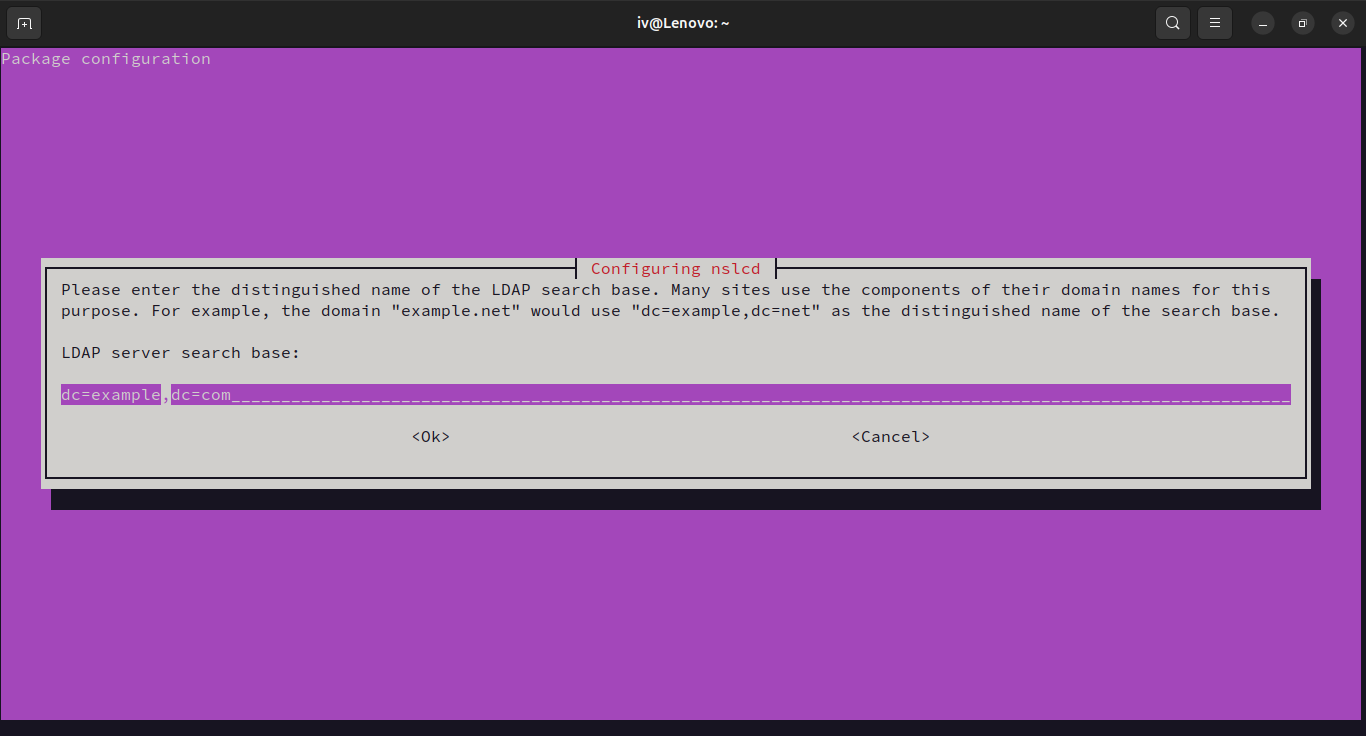 iv@Lenovo: ~
Package configuration
Configuring nslcd
Please enter the distinguished name of the LDAP search base. Many sites use the components of their domain names for this
purpose. For example, the domain "example.net" would use "dc=example,dc=net" as the distinguished name of the search base.
LDAP server search base:
dc=example,dc=com__________________________________________________________________________________________________________
<Ok> <Cancel>